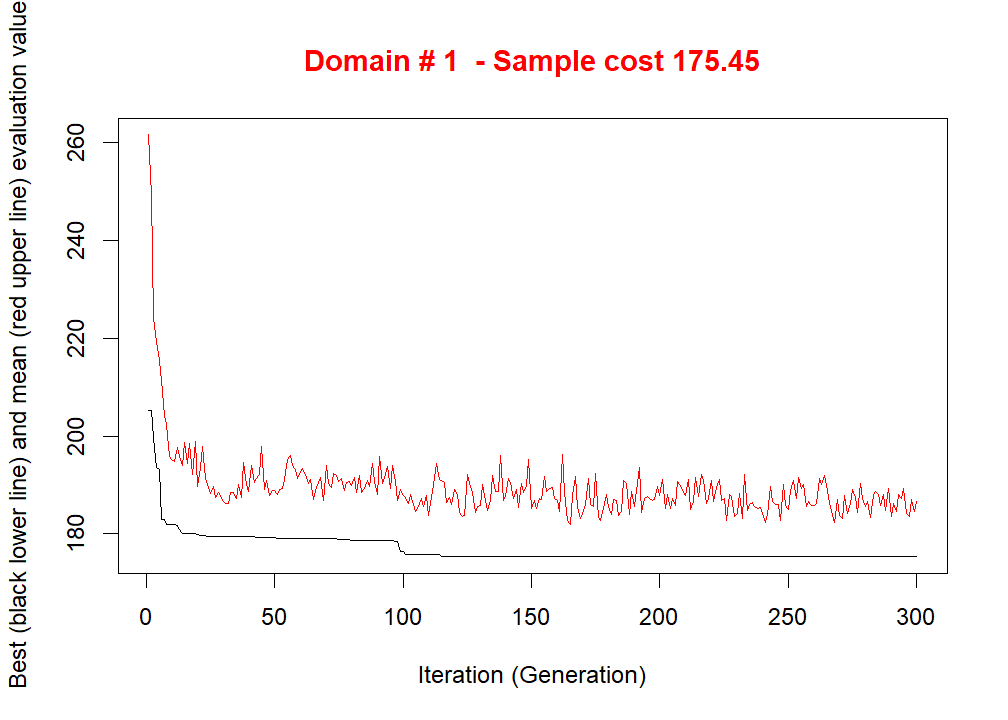 Domain # 1  - Sample cost 175.45
Best (black lower line) and mean (red upper line) evaluation value
260
240
220
200
180
0 50 100 150 200 250 300
Iteration (Generation)